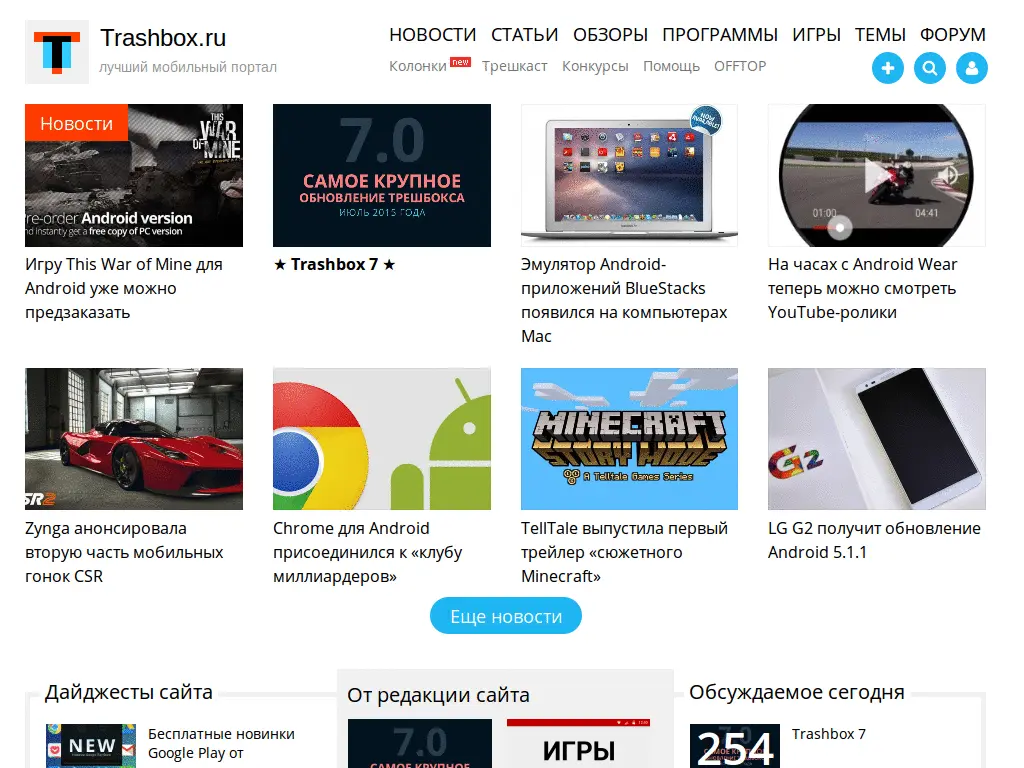 Trashbox.ru
лучший мобильный портал
НОВОСТИ СТАТЬИ ОБЗОРЫ ПРОГРАММЫ ИГРЫ ТЕМЫ ФОРУМ
Колонки new Трешкаст Конкурсы Помощь OFFTOP
Новости
THIS
WAR
OF MINE
re-order Android version
nd instantly get a free copy of PC version
7.0
САМОЕ КРУПНОЕ
ОБНОВЛЕНИЕ ТРЕШБОКСА
ИЮЛЬ 2015 ГОДА
NOW
AVAILABLE!
01:00
04:41
Игру This War of Mine для
Android уже можно
предзаказать
★ Trashbox 7 ★
Эмулятор Android-
приложений BlueStacks
появился на компьютерах
Mac
На часах с Android Wear
теперь можно смотреть
YouTube-ролики
SR2
MINECRAFT
STORY MODE
A Telltale Games Series
G2
Zynga анонсировала
вторую часть мобильных
гонок CSR
Chrome для Android
присоединился к «клубу
миллиардеров»
TellTale выпустила первый
трейлер «сюжетного
Minecraft»
LG G2 получит обновление
Android 5.1.1
Еще новости
Дайджесты сайта
NEW
Бесплатные новинки
Google Play от
От редакции сайта
7.0
САМОЕ КРУПНОЕ
ИГРЫ
Обсуждаемое сегодня
254
Trashbox 7